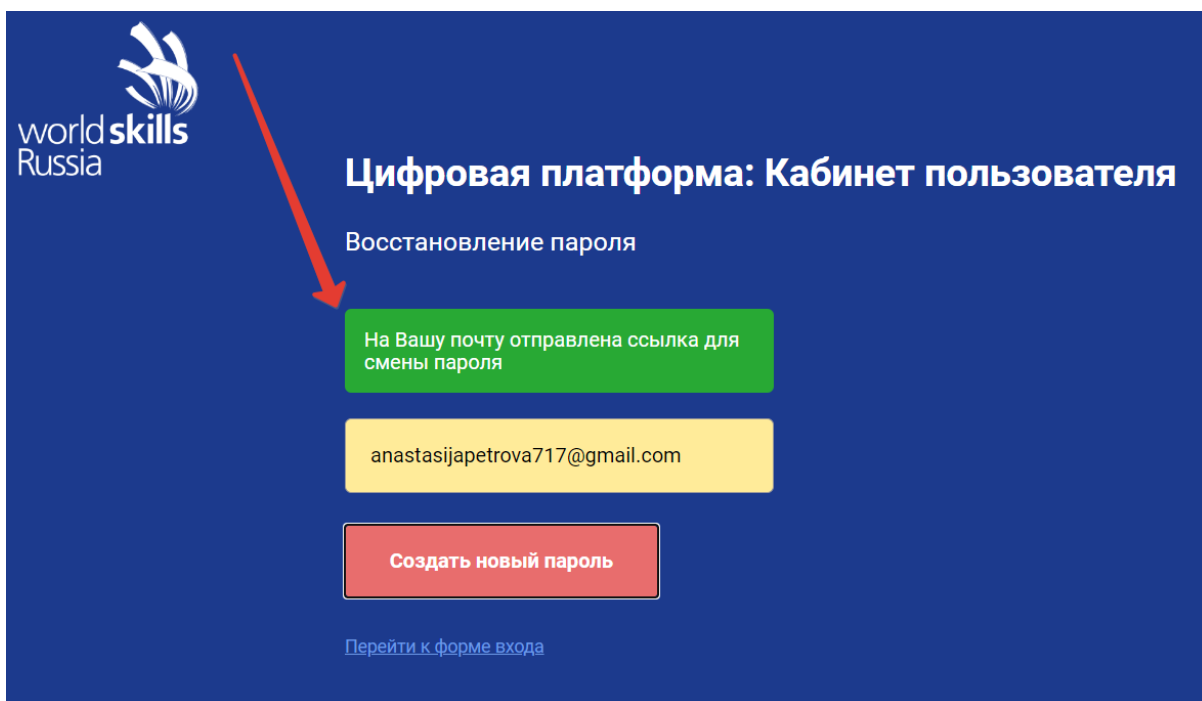 world skills
Russia
Цифровая платформа: Кабинет пользователя
Восстановление пароля
На Вашу почту отправлена ссылка для
смены пароля
anastasijapetrova717@gmail.com
Создать новый пароль
Перейти к форме входа